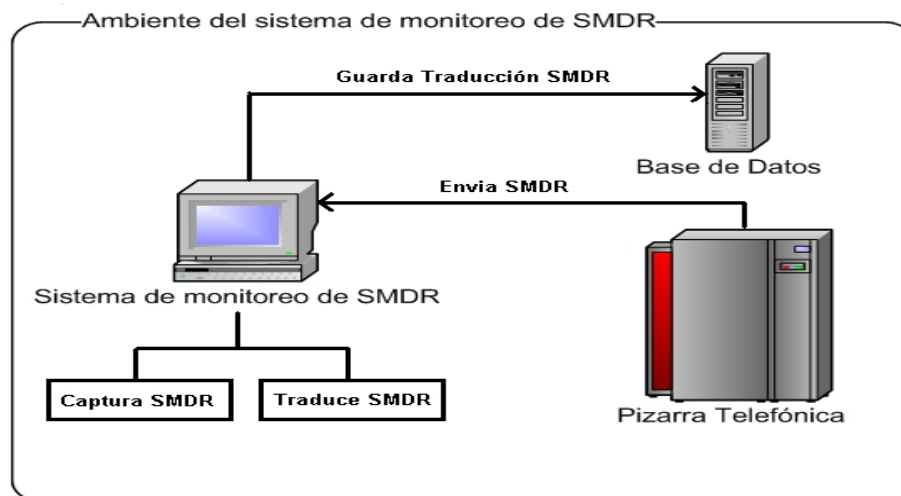 Ambiente del sistema de monitoreo de SMDR
Guarda Traducción SMDR
Base de Datos
Envia SMDR
Sistema de monitoreo de SMDR
Captura SMDR
Traduce SMDR
Pizarra Telefónica